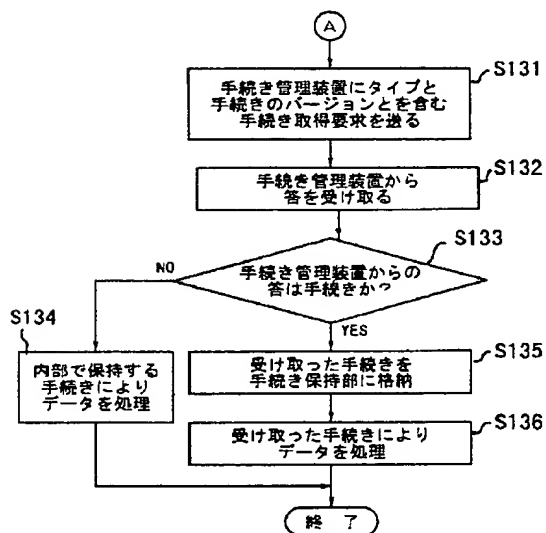 A
手続き管理装置にタイプと
手続きのバージョンとを含む
手続き取得要求を送る
S131
手続き管理装置から
答を受け取る
S132
手続き管理装置からの
答は手続きか?
S133
NO
YES
S134
内部で保持する
手続きにより
データを処理
受け取った手続きを
手続き保持部に格納
S135
受け取った手続きにより
データを処理
S136
終 了